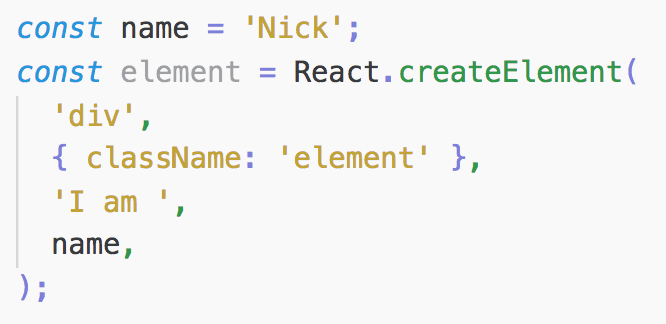 const name = 'Nick';
const element = React.createElement(
  'div',
  { className: 'element' },
  'I am ',
  name,
);